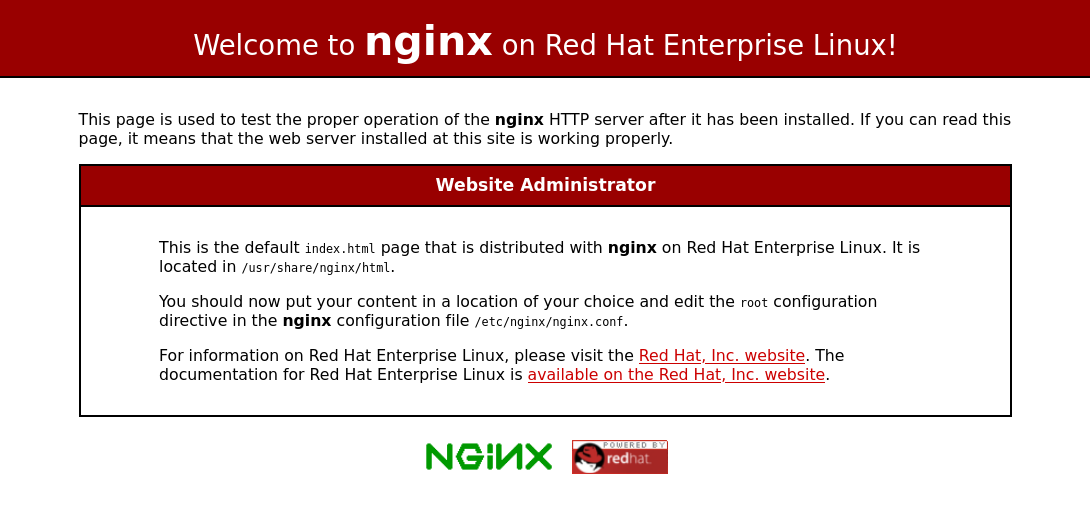 Welcome to nginx on Red Hat Enterprise Linux!
This page is used to test the proper operation of the nginx HTTP server after it has been installed. If you can read this
page, it means that the web server installed at this site is working properly.
Website Administrator
This is the default index.html page that is distributed with nginx on Red Hat Enterprise Linux. It is
located in /usr/share/nginx/html.
You should now put your content in a location of your choice and edit the root configuration
directive in the nginx configuration file /etc/nginx/nginx.conf.
For information on Red Hat Enterprise Linux, please visit the Red Hat, Inc. website. The
documentation for Red Hat Enterprise Linux is available on the Red Hat, Inc. website.
NGiNX
POWERED BY
redhat.